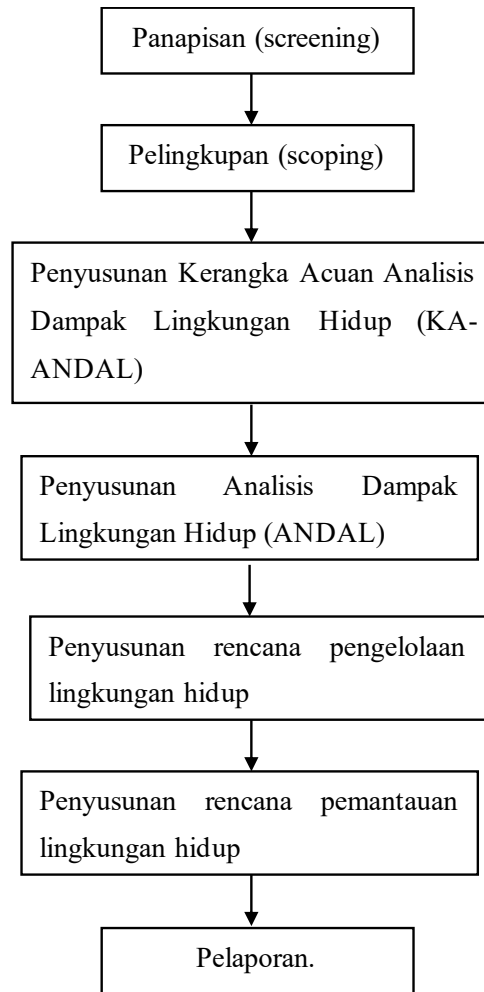 Panapisan (screening)
Pelingkupan (scoping)
Penyusunan Kerangka Acuan Analisis
Dampak Lingkungan Hidup (KA-
ANDAL)
Penyusunan Analisis Dampak
Lingkungan Hidup (ANDAL)
Penyusunan rencana pengelolaan
lingkungan hidup
Penyusunan rencana pemantauan
lingkungan hidup
Pelaporan.